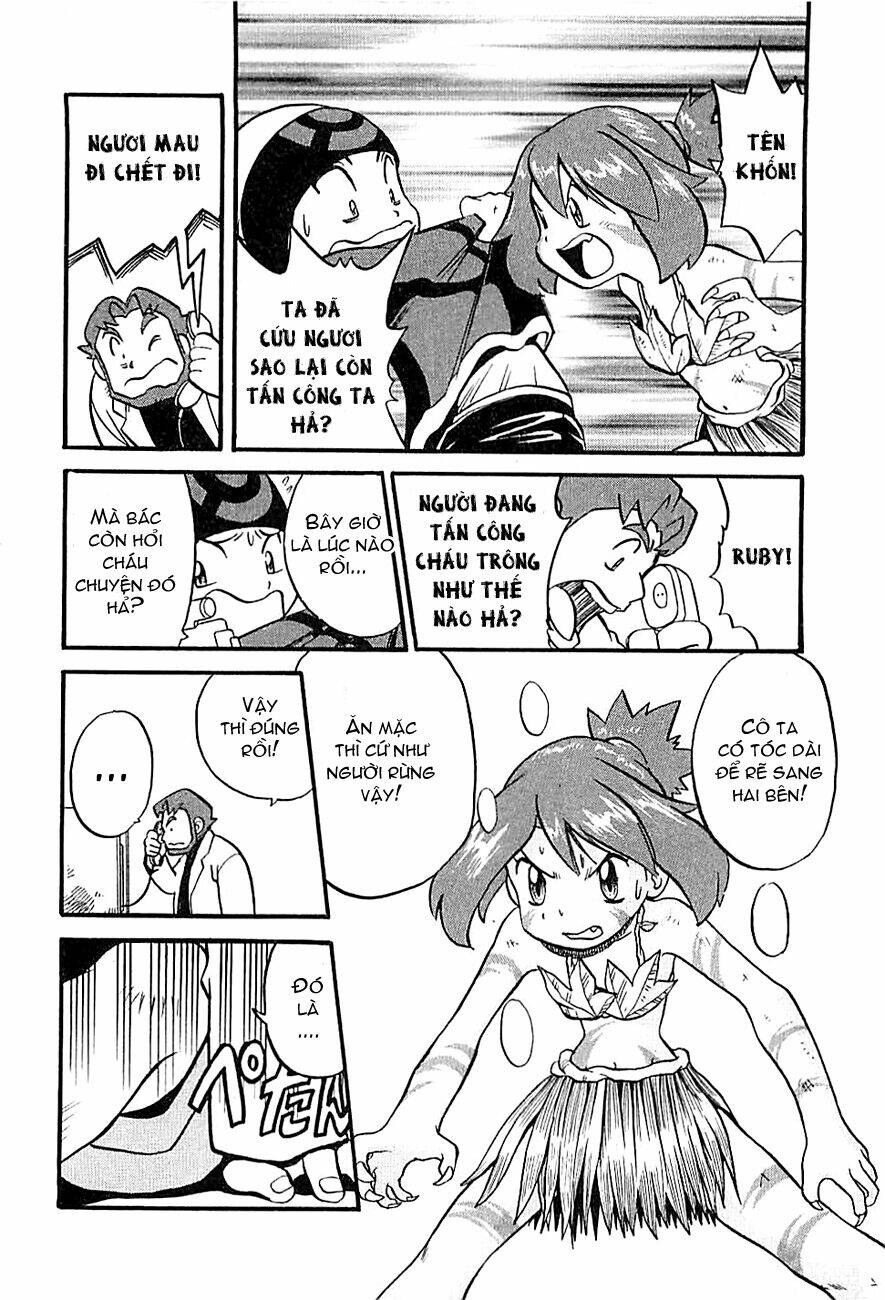 TÊN
KHỐN!
TA ĐÃ
CỨU NGƯƠI
SAO LẠI CÒN
TẤN CÔNG TA
HẢ?
NGƯƠI MAU
ĐI CHẾT ĐI!
RUBY!
NGƯỜI ĐANG
TẤN CÔNG
CHÁU TRÔNG
NHƯ THẾ
NÀO HẢ?
BÂY GIỜ
LÀ LÚC NÀO
RỒI...
MÀ BÁC
CÒN HỎI
CHÁU
CHUYỆN ĐÓ
HẢ?
CÔ TA
CÓ TÓC DÀI
ĐỂ RẼ SANG
HAI BÊN!
ĂN MẶC
THÌ CỨ NHƯ
NGƯỜI RỪNG
VẬY!
VẬY
THÌ ĐÚNG
RỒI!
...
ĐÓ
LÀ
....
ぺたん